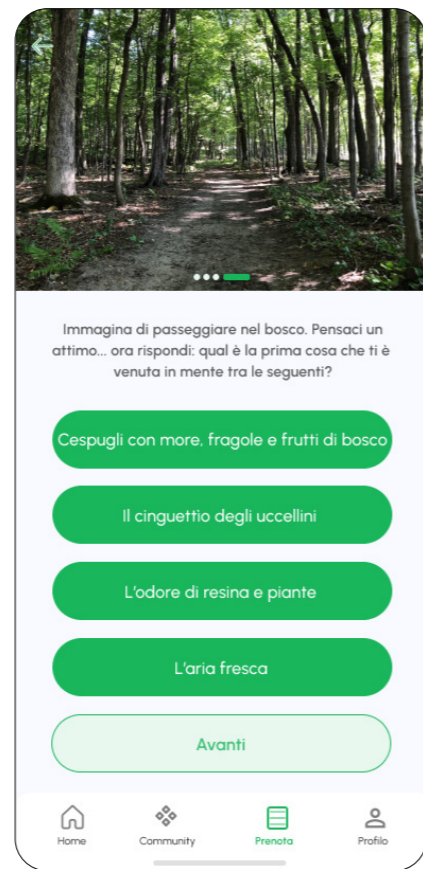 Immagina di passeggiare nel bosco. Pensaci un
attimo... ora rispondi: qual è la prima cosa che ti è
venuta in mente tra le seguenti?
Cespugli con more, fragole e frutti di bosco
Il cinguettio degli uccellini
L'odore di resina e piante
L'aria fresca
Avanti
Home Community Prenota Profilo